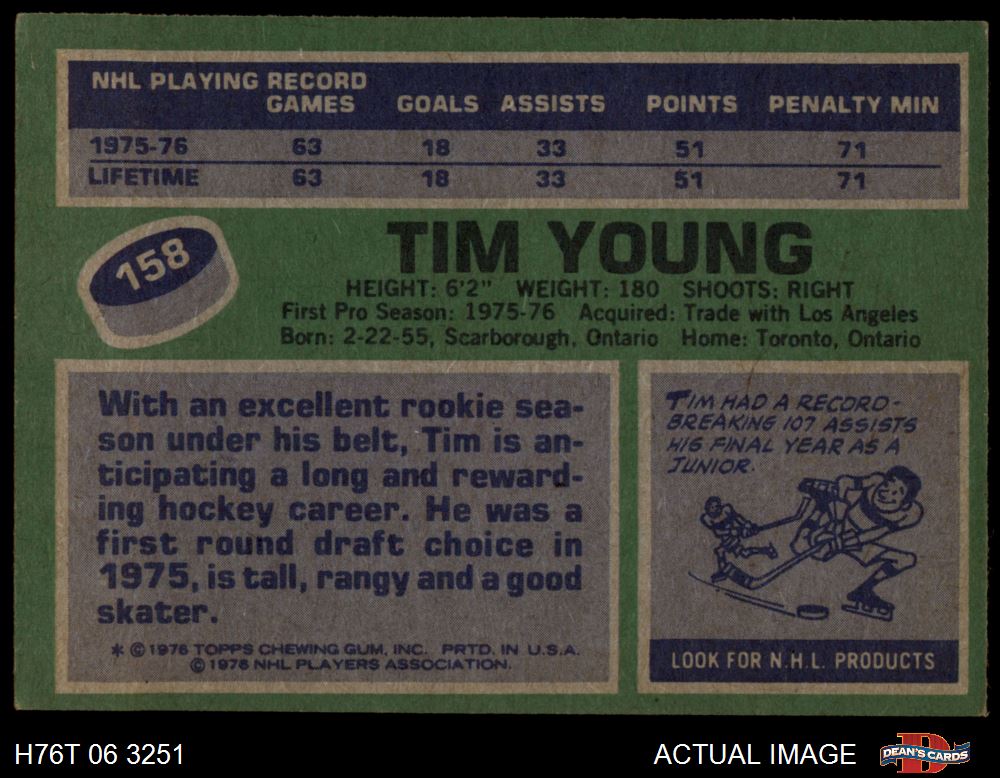 NHL PLAYING RECORD
GAMES GOALS ASSISTS POINTS PENALTY MIN
1975-76 63 18 33 51 71
LIFETIME 63 18 33 51 71
158
TIM YOUNG
HEIGHT: 6'2" WEIGHT: 180 SHOOTS: RIGHT
First Pro Season: 1975-76 Acquired: Trade with Los Angeles
Born: 2-22-55, Scarborough, Ontario Home: Toronto, Ontario
With an excellent rookie sea-
son under his belt, Tim is an-
ticipating a long and reward-
ing hockey career. He was a
first round draft choice in
1975, is tall, rangy and a good
skater.
* © 1976 TOPPS CHEWING GUM, INC. PRTD. IN U.S.A.
© 1976 NHL PLAYERS ASSOCIATION.
TIM HAD A RECORD-
BREAKING 107 ASSISTS
HIS FINAL YEAR AS A
JUNIOR.
LOOK FOR N.H.L. PRODUCTS
H76T 06 3251
ACTUAL IMAGE
D
DEAN'S CARDS